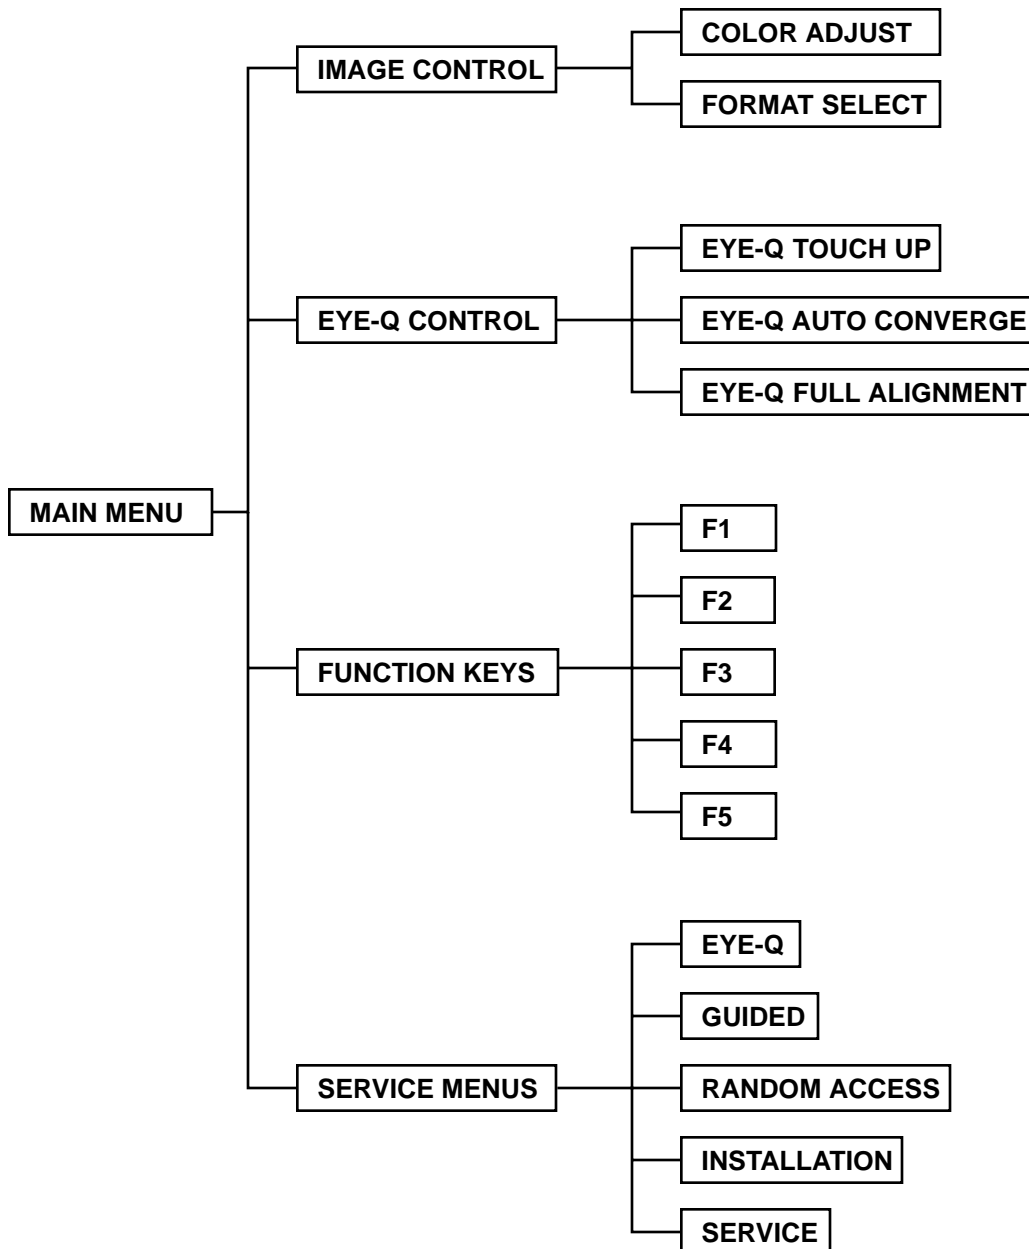 IMAGE CONTROL
COLOR ADJUST
FORMAT SELECT
EYE-Q CONTROL
EYE-Q TOUCH UP
EYE-Q AUTO CONVERGE
EYE-Q FULL ALIGNMENT
MAIN MENU
FUNCTION KEYS
F1
F2
F3
F4
F5
SERVICE MENUS
EYE-Q
GUIDED
RANDOM ACCESS
INSTALLATION
SERVICE